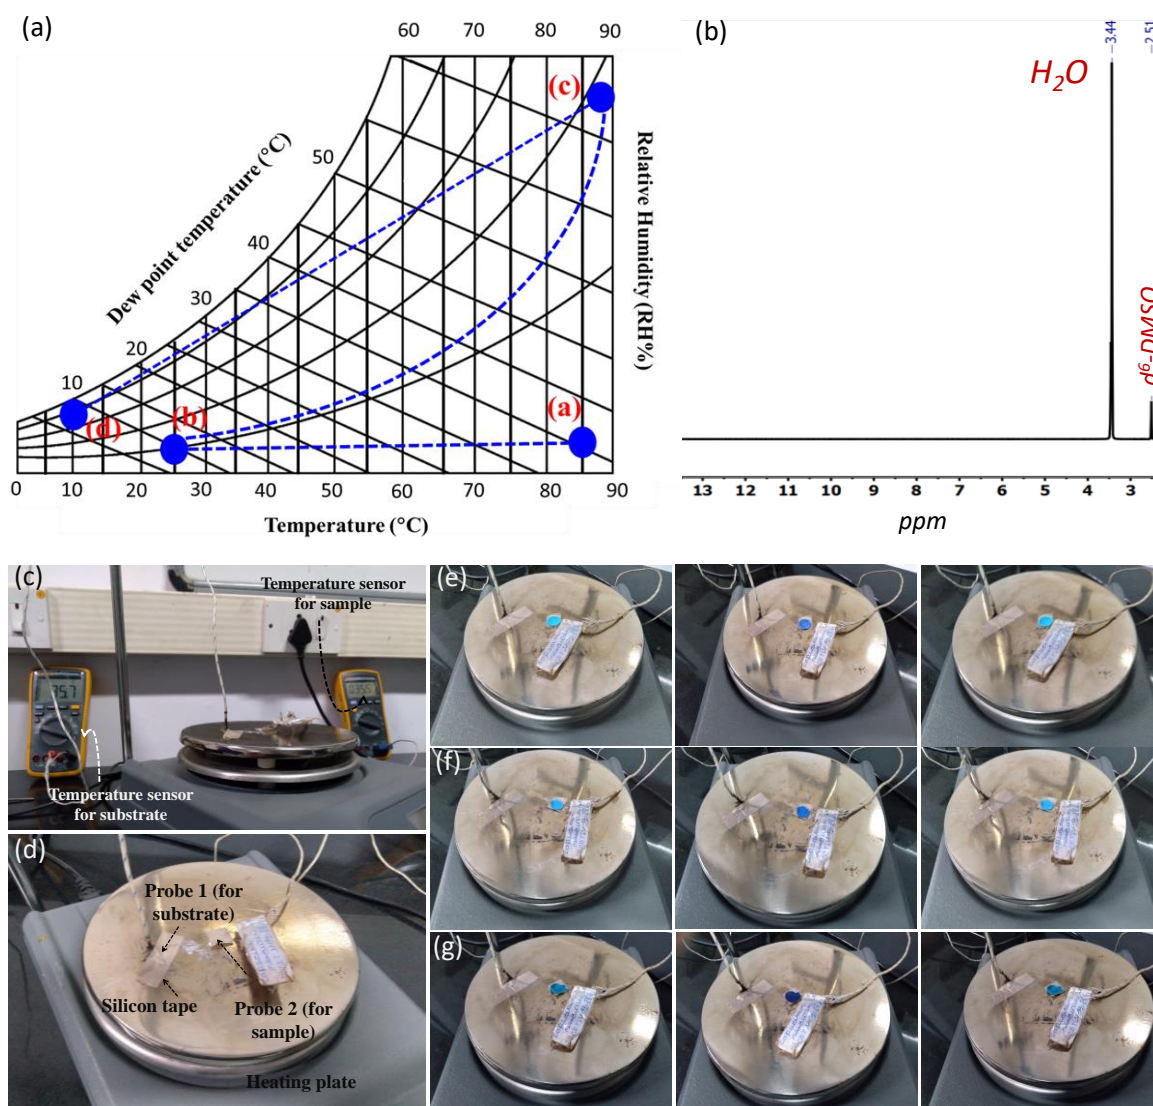 (a)
60 70 80 90
50
40
30
20
10
Dew point temperature (°C)
Relative Humidity (RH%)
(c)
(a)
(b)
(d)
0 10 20 30 40 50 60 70 80 90
Temperature (°C)
(b)
3.44
2.51
H₂O
DMSO-d₆
13 12 11 10 9 8 7 6 5 4 3
ppm
(c)
Temperature sensor
for sample
75.7
Temperature sensor
for substrate
(d)
Probe 1 (for
substrate)
Silicon tape
Probe 2 (for
sample)
Heating plate
(e)
(f)
(g)